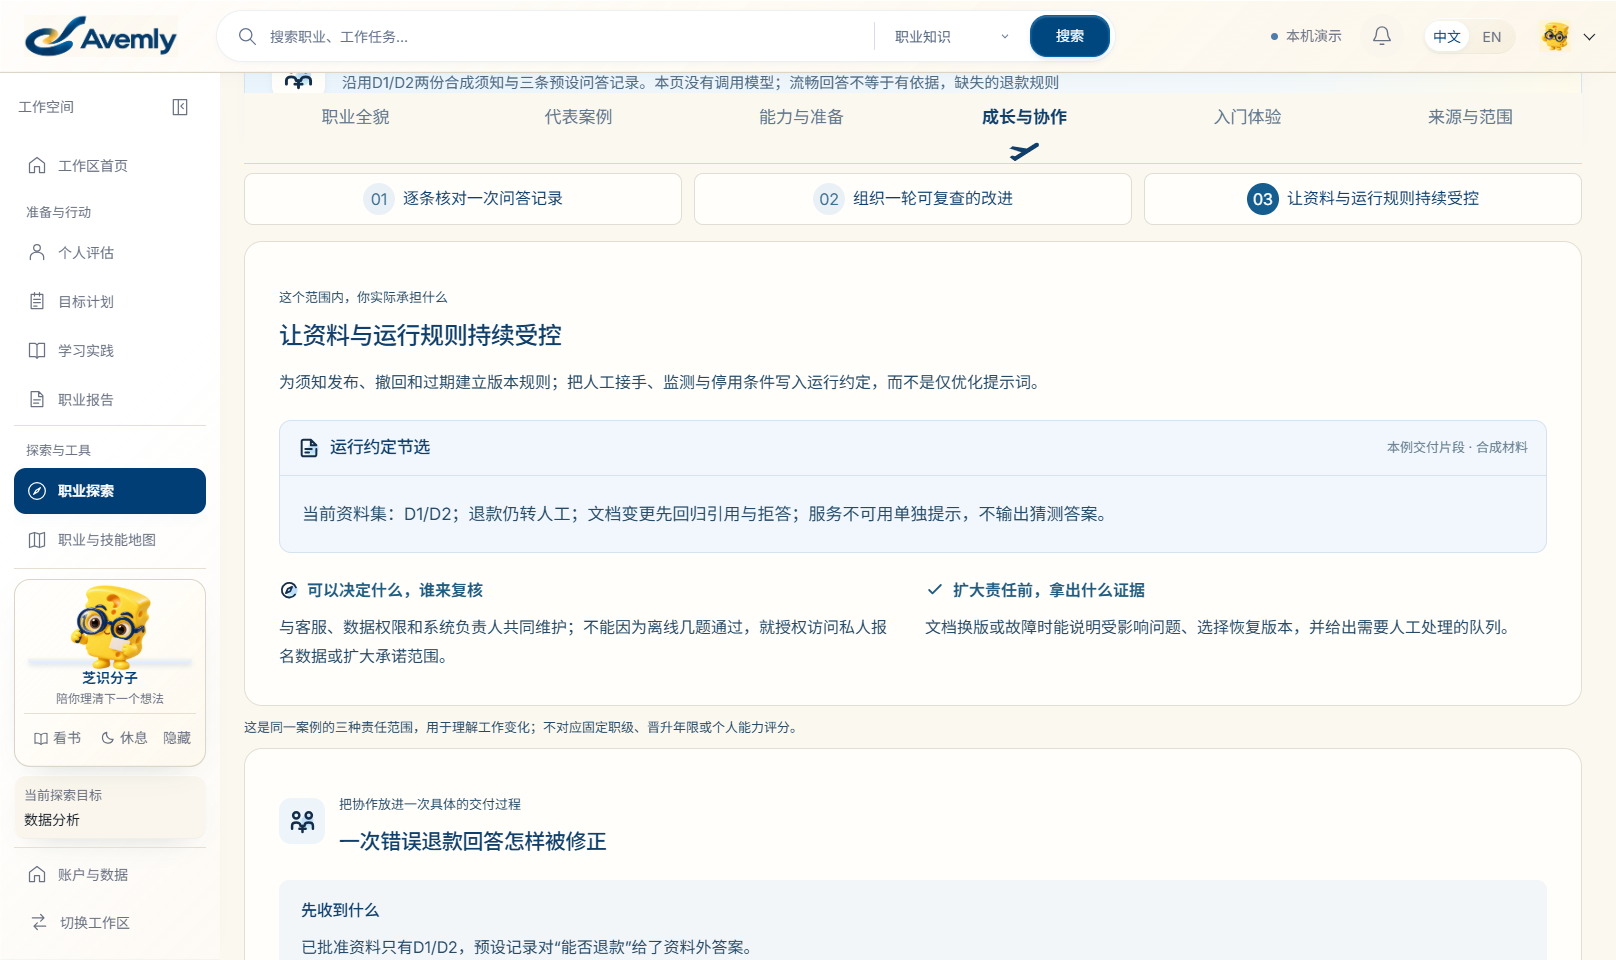 Avemly
搜索职业、工作任务...
职业知识
搜索
本机演示
中文
EN
工作空间
工作区首页
准备与行动
个人评估
目标计划
学习实践
职业报告
探索与工具
职业探索
职业与技能地图
芝识分子
陪你理清下一个想法
看书
休息
隐藏
当前探索目标
数据分析
账户与数据
切换工作区
沿用D1/D2两份合成须知与三条预设问答记录。本页没有调用模型；流畅回答不等于有依据，缺失的退款规则
职业全貌
代表案例
能力与准备
成长与协作
入门体验
来源与范围
01 逐条核对一次问答记录
02 组织一轮可复查的改进
03 让资料与运行规则持续受控
这个范围内，你实际承担什么
让资料与运行规则持续受控
为须知发布、撤回和过期建立版本规则；把人工接手、监测与停用条件写入运行约定，而不是仅优化提示词。
运行约定节选
本例交付片段 · 合成材料
当前资料集：D1/D2；退款仍转人工；文档变更先回归引用与拒答；服务不可用单独提示，不输出猜测答案。
可以决定什么，谁来复核
与客服、数据权限和系统负责人共同维护；不能因为离线几题通过，就授权访问私人报
名数据或扩大承诺范围。
扩大责任前，拿出什么证据
文档换版或故障时能说明受影响问题、选择恢复版本，并给出需要人工处理的队列。
这是同一案例的三种责任范围，用于理解工作变化；不对应固定职级、晋升年限或个人能力评分。
把协作放进一次具体的交付过程
一次错误退款回答怎样被修正
先收到什么
已批准资料只有D1/D2，预设记录对“能否退款”给了资料外答案。